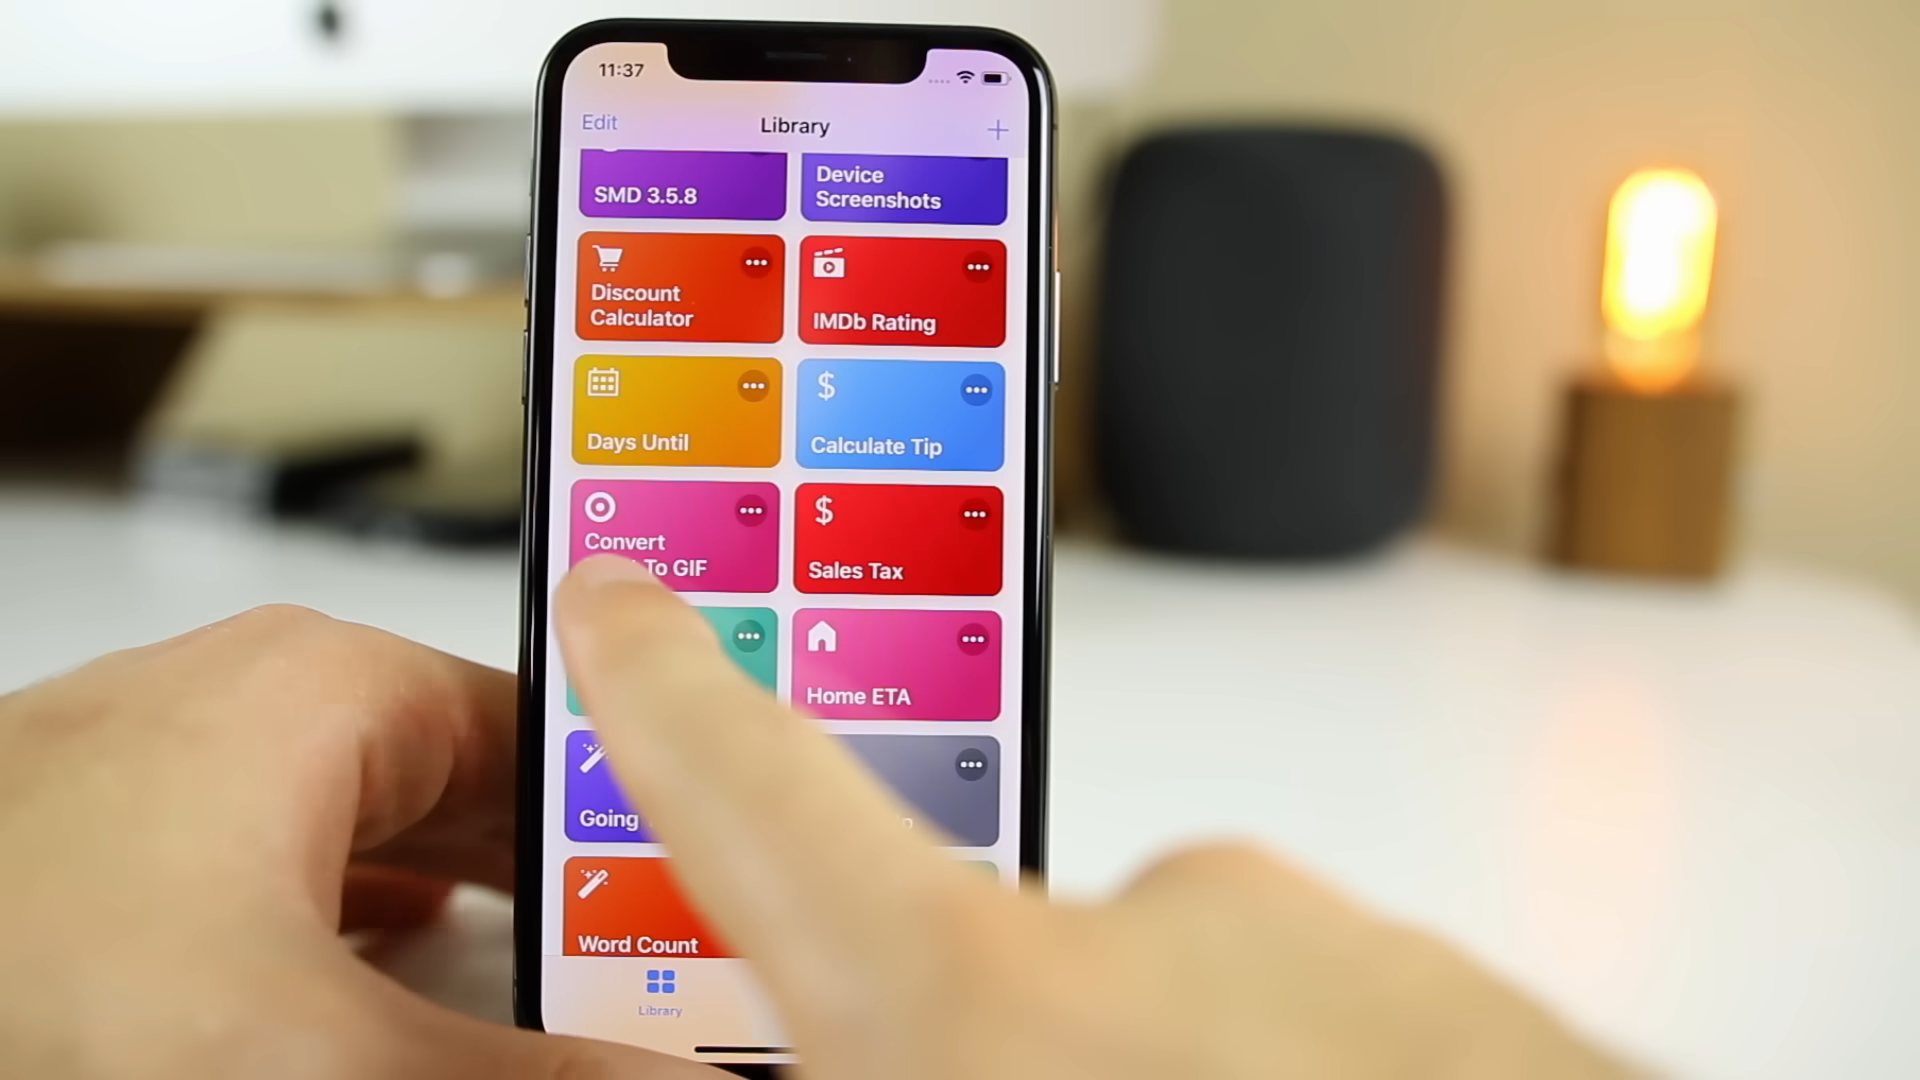 11:37
Edit
Library
+
SMD 3.5.8
Device
Screenshots
Discount
Calculator
IMDb Rating
Days Until
$
Calculate Tip
Convert
To GIF
$
Sales Tax
Home ETA
Going
Word Count
Library